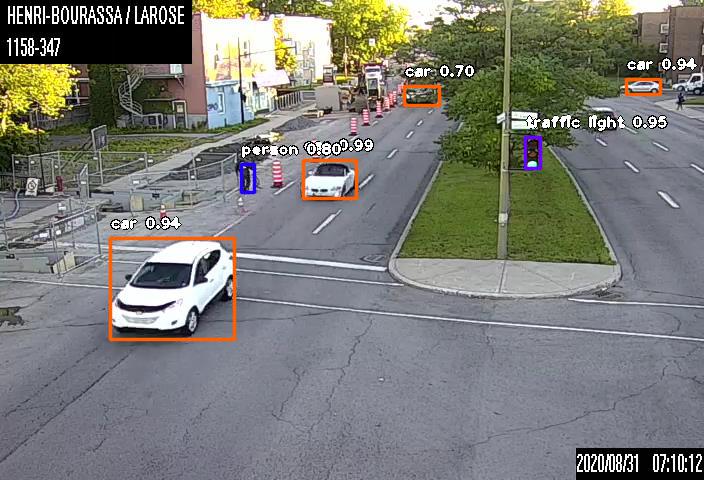 HENRI-BOURASSA / LAROSE
1158-347
car 0.70
car 0.94
traffic light 0.95
person 0.80
0.99
car 0.94
2020/08/31 07:10:12